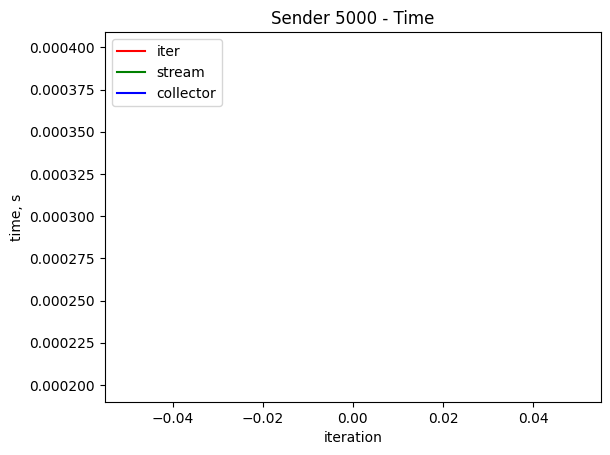 Sender 5000 - Time
iter
stream
collector
0.000400
0.000375
0.000350
0.000325
0.000300
0.000275
0.000250
0.000225
0.000200
time, s
−0.04 −0.02 0.00 0.02 0.04
iteration